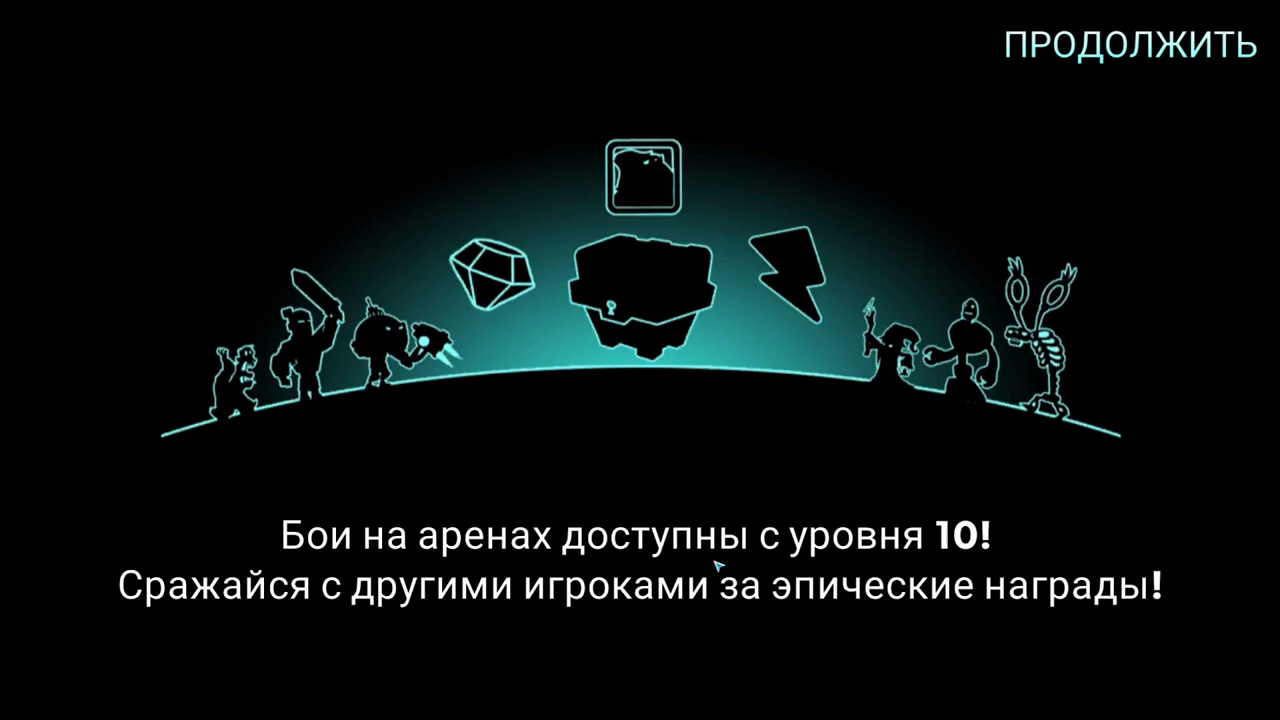 ПРОДОЛЖИТЬ
Бои на аренах доступны с уровня 10!
Сражайся с другими игроками за эпические награды!